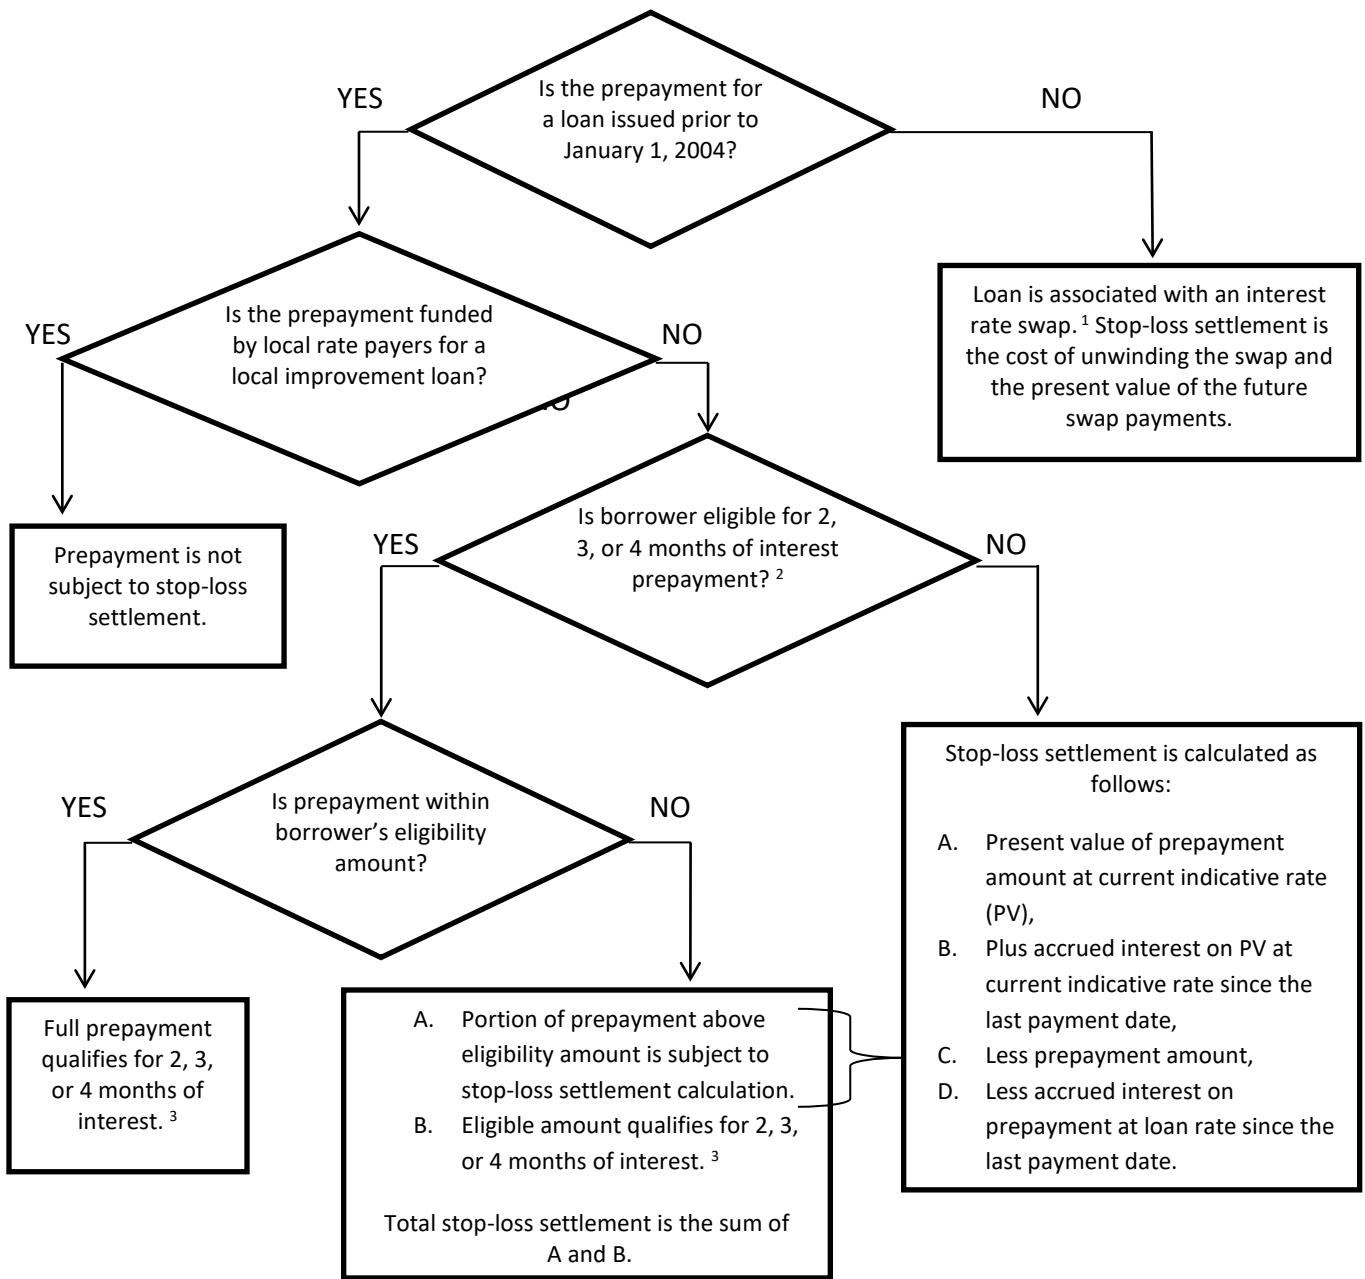 Is the prepayment for
a loan issued prior to
January 1, 2004?
YES
NO
Is the prepayment funded
by local rate payers for a
local improvement loan?
YES
NO
NO
Loan is associated with an interest
rate swap. ¹ Stop-loss settlement is
the cost of unwinding the swap and
the present value of the future
swap payments.
Prepayment is not
subject to stop-loss
settlement.
Is borrower eligible for 2,
3, or 4 months of interest
prepayment? ²
YES
NO
Is prepayment within
borrower’s eligibility
amount?
YES
NO
Stop-loss settlement is calculated as
follows:
A. Present value of prepayment
amount at current indicative rate
(PV),
B. Plus accrued interest on PV at
current indicative rate since the
last payment date,
C. Less prepayment amount,
D. Less accrued interest on
prepayment at loan rate since the
last payment date.
Full prepayment
qualifies for 2, 3,
or 4 months of
interest. ³
A. Portion of prepayment above
eligibility amount is subject to
stop-loss settlement calculation.
B. Eligible amount qualifies for 2, 3,
or 4 months of interest. ³
Total stop-loss settlement is the sum of
A and B.